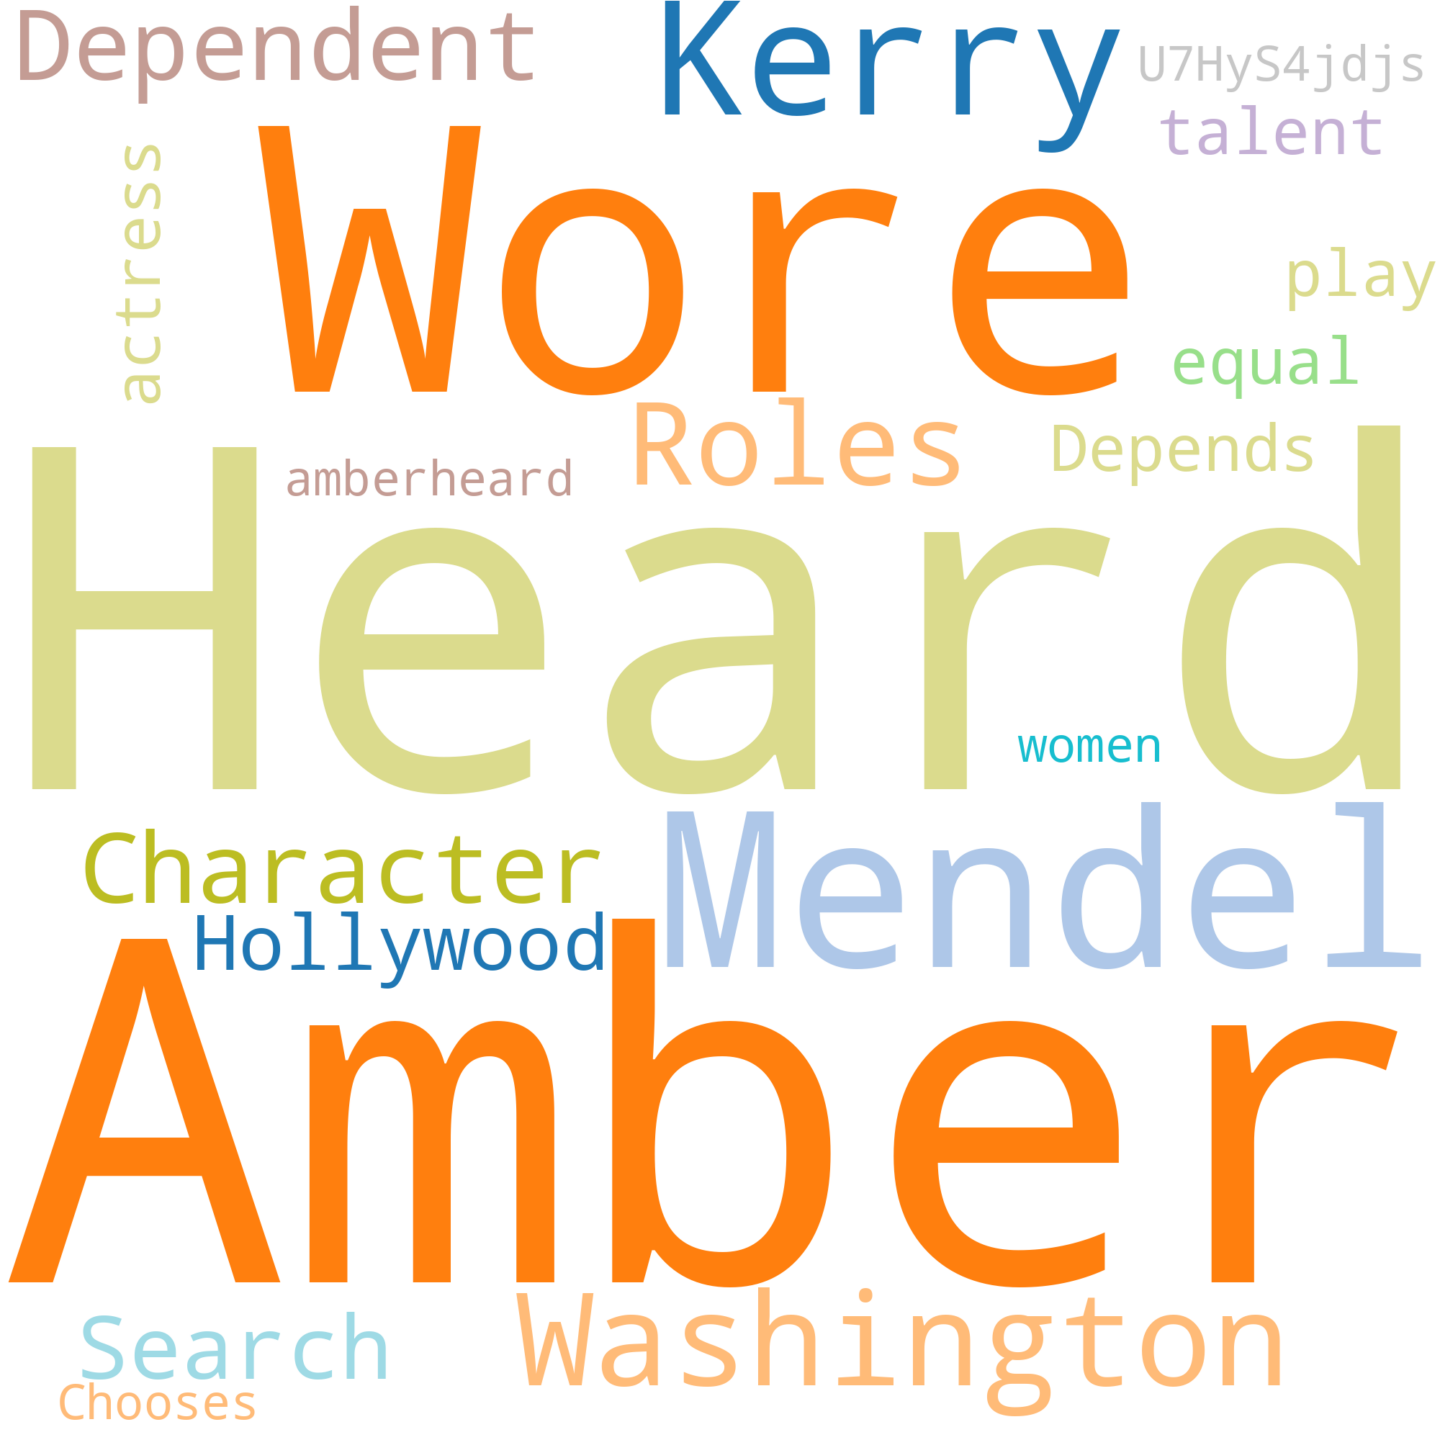 Dependent
Kerry
U7HyS4jdjs
talent
actress
Wore
play
equal
Roles
Depends
amberheard
Heard
women
Character
Mendel
Hollywood
Amber
Search
Washington
Chooses